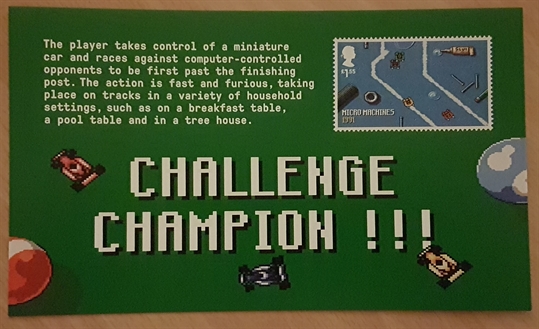 The player takes control of a miniature
car and races against computer-controlled
opponents to be first past the finishing
post. The action is fast and furious, taking
place on tracks in a variety of household
settings, such as on a breakfast table,
a pool table and in a tree house.
£1.55
MICRO MACHINES
1991
CHALLENGE
CHAMPION !!!